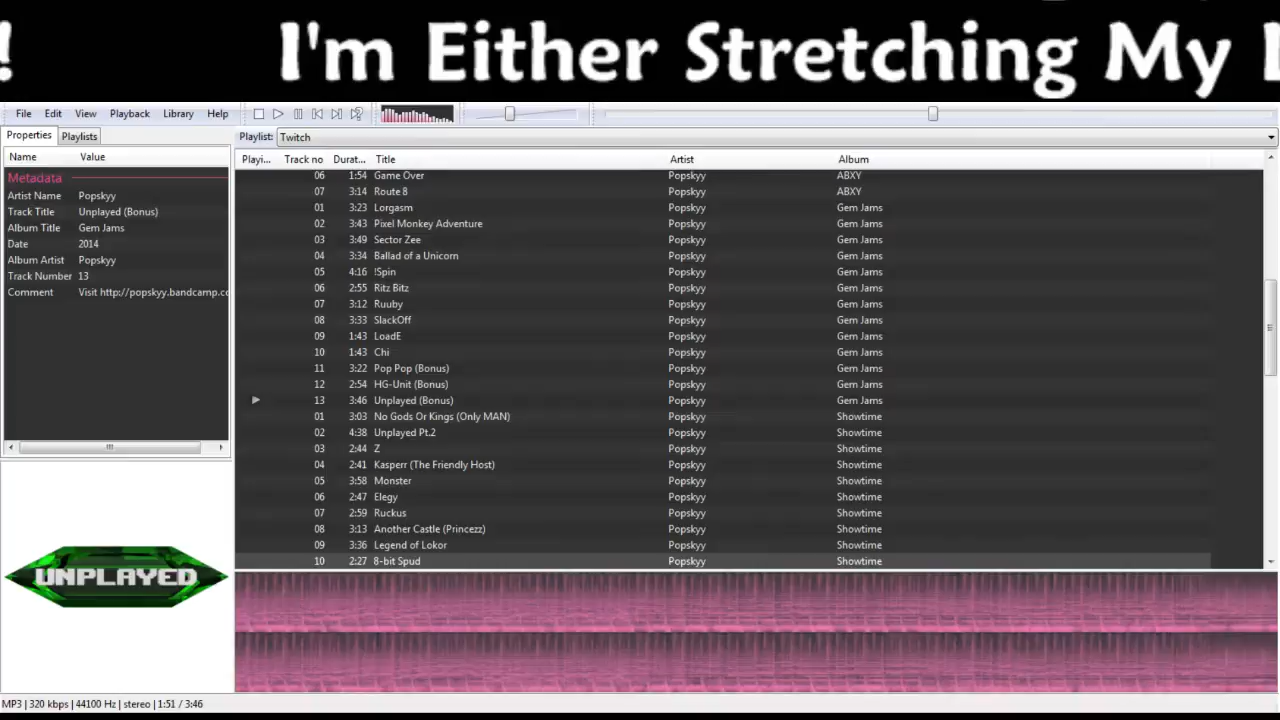 ! I'm Either Stretching My
File Edit View Playback Library Help
Properties Playlists
Playlist: Twitch
Name Value
Metadata
Artist Name Popskyy
Track Title Unplayed (Bonus)
Album Title Gem Jams
Date 2014
Album Artist Popskyy
Track Number 13
Comment Visit http://popskyy.bandcamp.co
Playi... Track no Durat... Title Artist Album
06 1:54 Game Over Popskyy ABXY
07 3:14 Route 8 Popskyy ABXY
01 3:23 Lorgasm Popskyy Gem Jams
02 3:43 Pixel Monkey Adventure Popskyy Gem Jams
03 3:49 Sector Zee Popskyy Gem Jams
04 3:34 Ballad of a Unicorn Popskyy Gem Jams
05 4:16 !Spin Popskyy Gem Jams
06 2:55 Ritz Bitz Popskyy Gem Jams
07 3:12 Ruuby Popskyy Gem Jams
08 3:33 SlackOff Popskyy Gem Jams
09 1:43 LoadE Popskyy Gem Jams
10 1:43 Chi Popskyy Gem Jams
11 3:22 Pop Pop (Bonus) Popskyy Gem Jams
12 2:54 HG-Unit (Bonus) Popskyy Gem Jams
13 3:46 Unplayed (Bonus) Popskyy Gem Jams
01 3:03 No Gods Or Kings (Only MAN) Popskyy Showtime
02 4:38 Unplayed Pt.2 Popskyy Showtime
03 2:44 Z Popskyy Showtime
04 2:41 Kasperr (The Friendly Host) Popskyy Showtime
05 3:58 Monster Popskyy Showtime
06 2:47 Elegy Popskyy Showtime
07 2:59 Ruckus Popskyy Showtime
08 3:13 Another Castle (Princezz) Popskyy Showtime
09 3:36 Legend of Lokor Popskyy Showtime
10 2:27 8-bit Spud Popskyy Showtime
UNPLAYED
MP3 | 320 kbps | 44100 Hz | stereo | 1:51 / 3:46